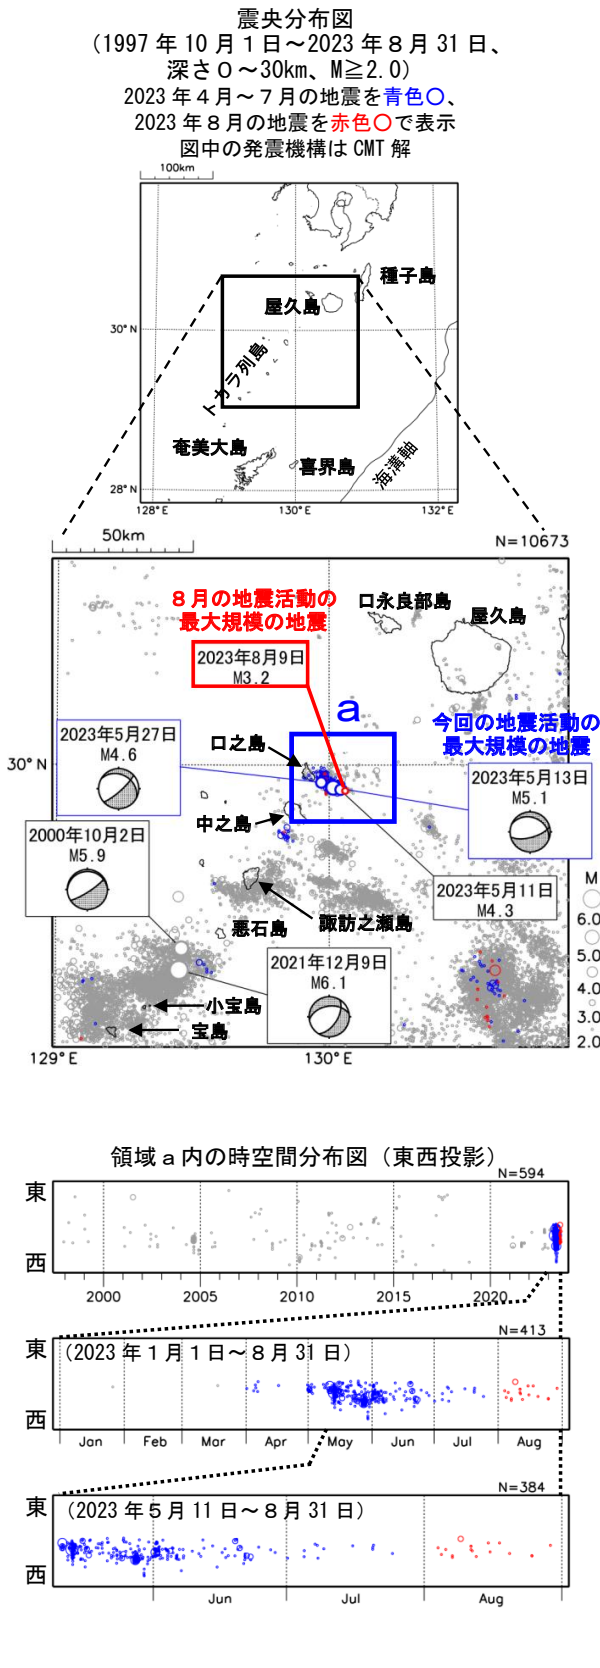 震央分布図
（1997 年 10 月１日～2023 年８月 31 日、
深さ０～30km、M≧2.0）
2023 年４月～７月の地震を青色〇、
2023 年８月の地震を赤色〇で表示
図中の発震機構は CMT 解
100km
種子島
屋久島
30°N
トカラ列島
奄美大島
喜界島
海溝軸
28°N
128°E
130°E
132°E
50km
N=10673
８月の地震活動の
最大規模の地震
口永良部島
屋久島
2023年8月9日
M3.2
a
今回の地震活動の
最大規模の地震
2023年5月27日
M4.6
口之島
30°N
2023年5月13日
M5.1
中之島
2000年10月2日
M5.9
2023年5月11日
M4.3
M
6.0
5.0
4.0
3.0
2.0
悪石島
諏訪之瀬島
2021年12月9日
M6.1
小宝島
宝島
129°E
130°E
領域ａ内の時空間分布図（東西投影）
N=594
東
西
2000
2005
2010
2015
2020
N=413
東
（2023 年１月１日～８月 31 日）
西
Jan
Feb
Mar
Apr
May
Jun
Jul
Aug
N=384
東
（2023 年５月 11 日～８月 31 日）
西
Jun
Jul
Aug